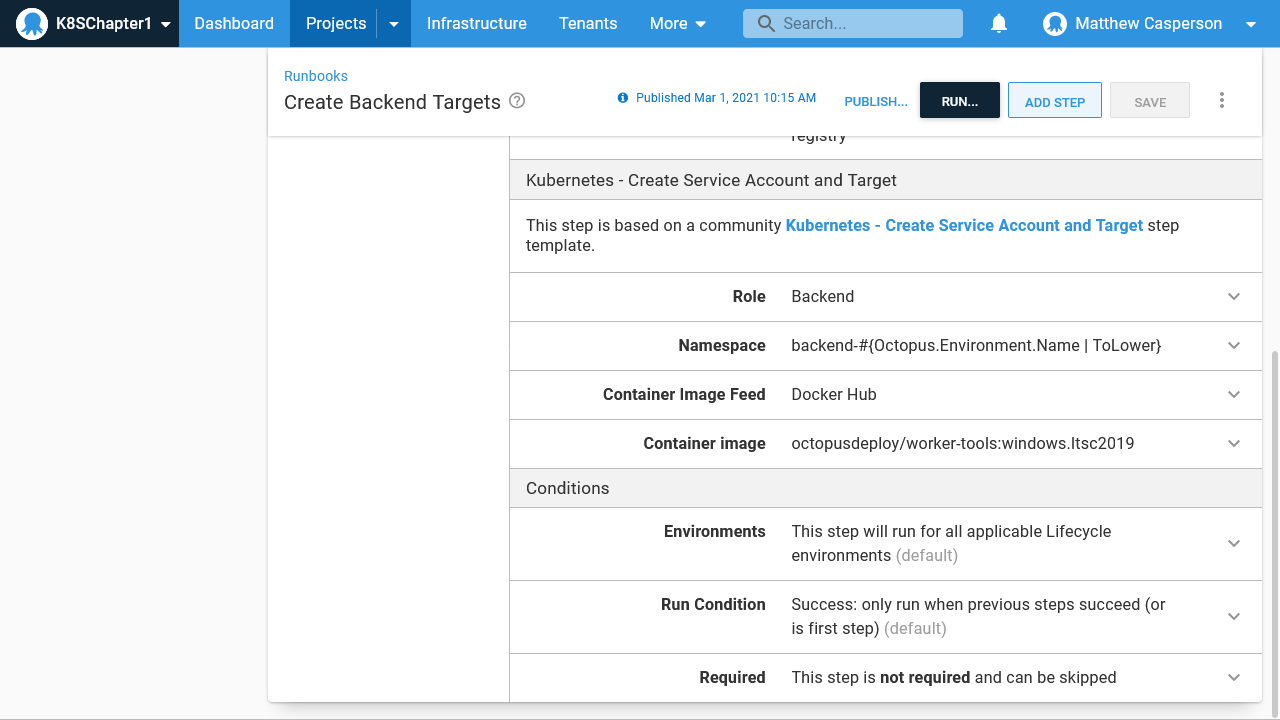 K8SChapter1
Dashboard
Projects
Infrastructure
Tenants
More
Search...
Matthew Casperson
Runbooks
Create Backend Targets
Published Mar 1, 2021 10:15 AM
PUBLISH...
RUN...
ADD STEP
SAVE
registry
Kubernetes - Create Service Account and Target
This step is based on a community Kubernetes - Create Service Account and Target step
template.
Role Backend
Namespace backend-#{Octopus.Environment.Name | ToLower}
Container Image Feed Docker Hub
Container image octopusdeploy/worker-tools:windows.ltsc2019
Conditions
Environments This step will run for all applicable Lifecycle
environments (default)
Run Condition Success: only run when previous steps succeed (or
is first step) (default)
Required This step is not required and can be skipped